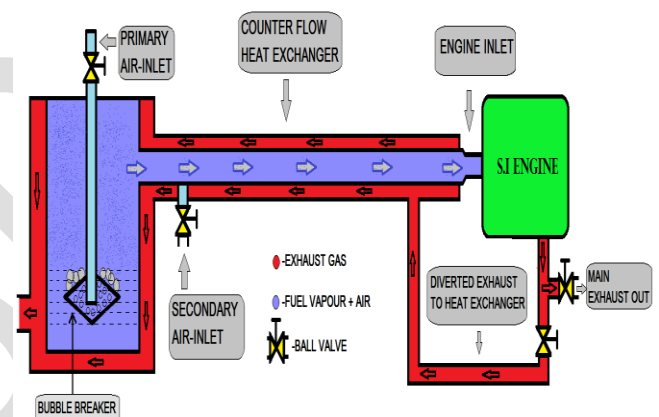 PRIMARY
AIR-INLET
COUNTER FLOW
HEAT EXCHANGER
ENGINE INLET
S.I ENGINE
-EXHAUST GAS
-FUEL VAPOUR + AIR
-BALL VALVE
SECONDARY
AIR-INLET
DIVERTED EXHAUST
TO HEAT EXCHANGER
MAIN
EXHAUST OUT
BUBBLE BREAKER